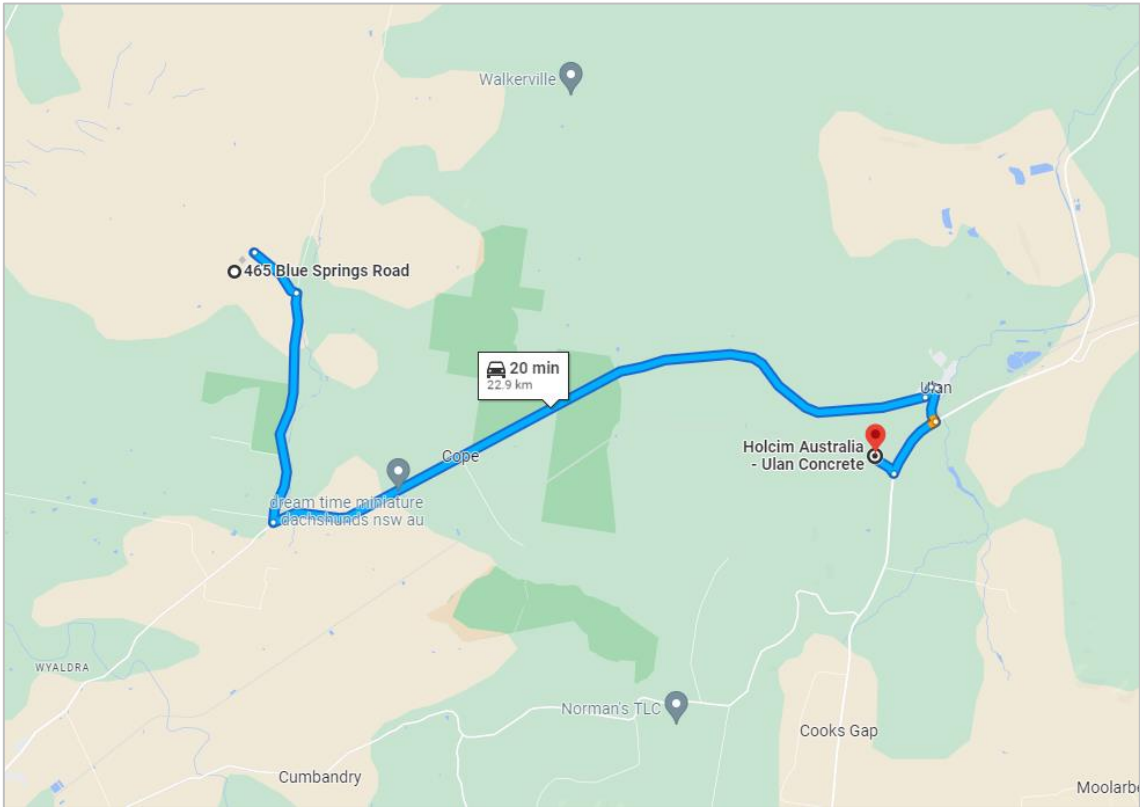 Walkerville
465 Blue Springs Road
20 min
22.9 km
Ulan
Holcim Australia
- Ulan Concrete
Cope
dream time miniature
dachshunds nsw au
WYALDRA
Norman's TLC
Cooks Gap
Cumbandry
Moolarbe